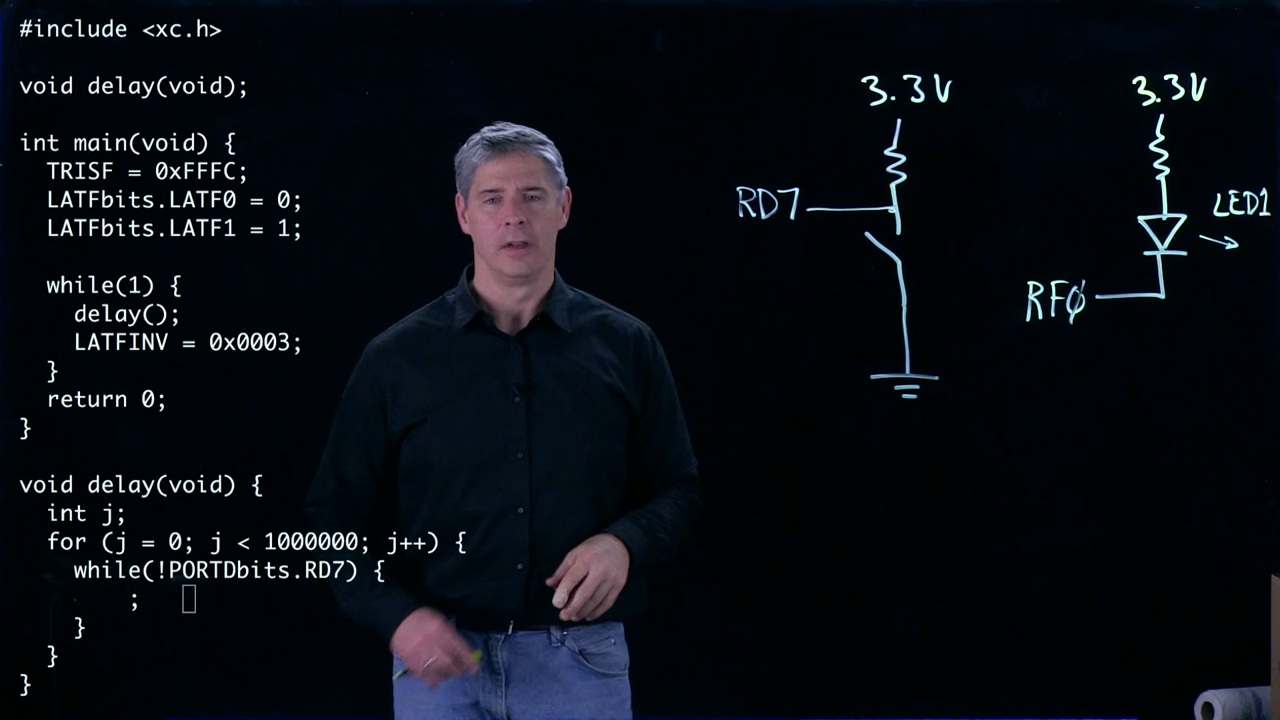 #include <xc.h>
void delay(void);
int main(void) {
TRISF = 0xFFFC;
LATFbits.LATF0 = 0;
LATFbits.LATF1 = 1;
while(1) {
delay();
LATFINV = 0x0003;
}
return 0;
}
void delay(void) {
int j;
for (j = 0; j < 1000000; j++) {
while(!PORTDbits.RD7) {
;
}
}
}
3.3V
RD7
3.3V
LED1
RF0